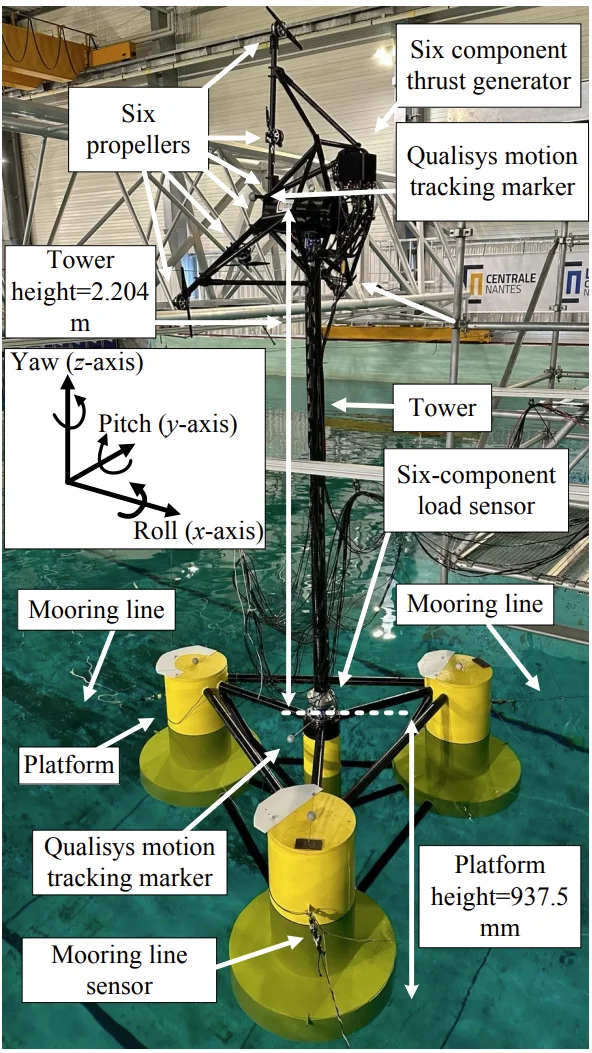 Six component
thrust generator
Six
propellers
Qualisys motion
tracking marker
Tower
height=2.204
m
CENTRALE
NANTES
Yaw (z-axis)
Pitch (y-axis)
Roll (x-axis)
Tower
Six-component
load sensor
Mooring line
Mooring line
Platform
Qualisys motion
tracking marker
Platform
height=937.5
mm
Mooring line
sensor